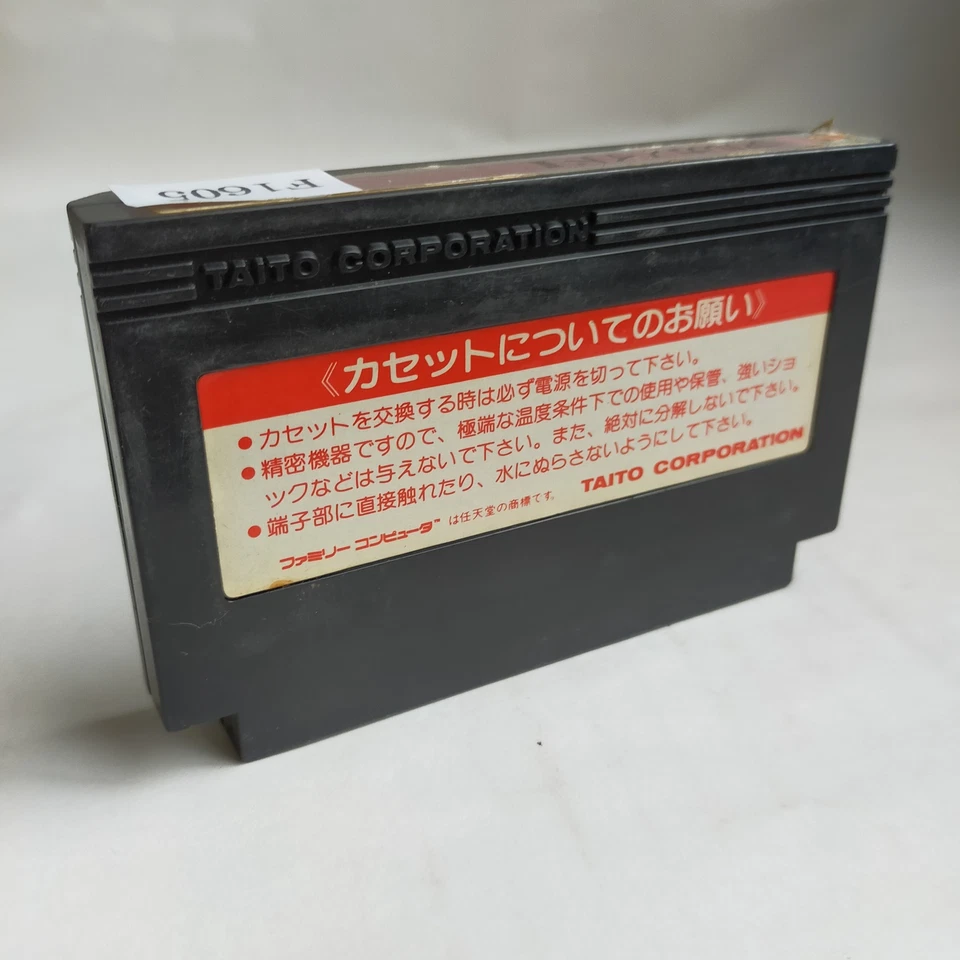 F1605
TAITO CORPORATION
《カセットについてのお願い》
● カセットを交換する時は必ず電源を切って下さい。
● 精密機器ですので、極端な温度条件下での使用や保管、強いショ
ックなどは与えないで下さい。また、絶対に分解しないで下さい。
● 端子部に直接触れたり、水にぬらさないようにして下さい。
TAITO CORPORATION
ファミリー コンピュータ™ は任天堂の商標です。